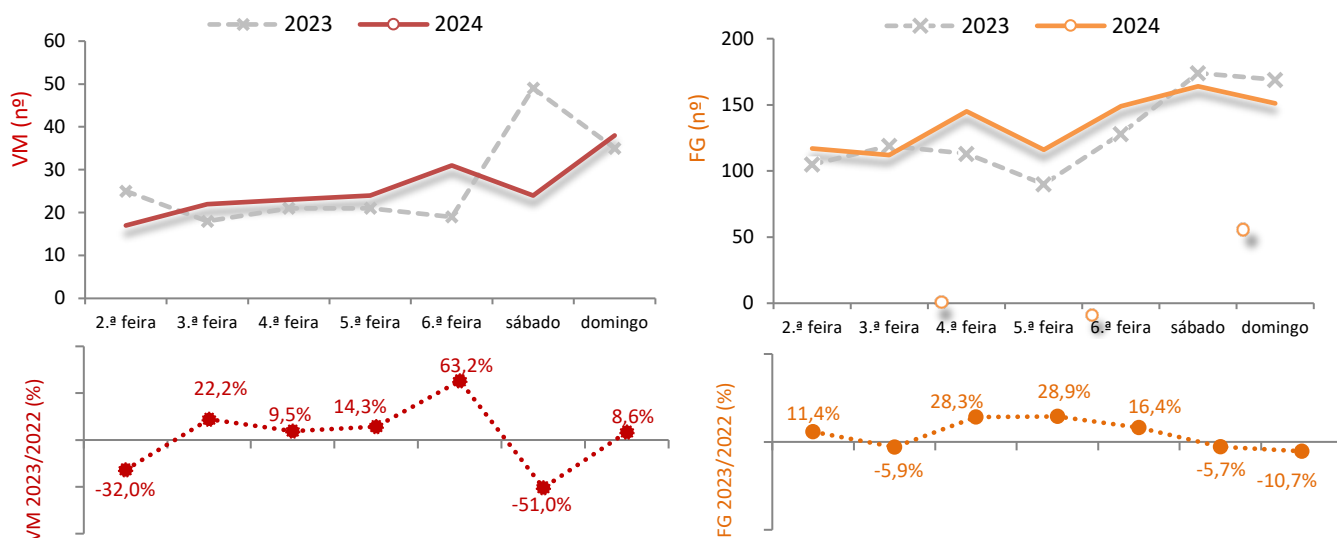 2023 2024
60
50
40
30
20
10
0
VM (nº)
2.ª feira 3.ª feira 4.ª feira 5.ª feira 6.ª feira sábado domingo
VM 2023/2022 (%)
-32,0% 22,2% 9,5% 14,3% 63,2% -51,0% 8,6%
2023 2024
200
150
100
50
0
FG (nº)
2.ª feira 3.ª feira 4.ª feira 5.ª feira 6.ª feira sábado domingo
FG 2023/2022 (%)
11,4% -5,9% 28,3% 28,9% 16,4% -5,7% -10,7%